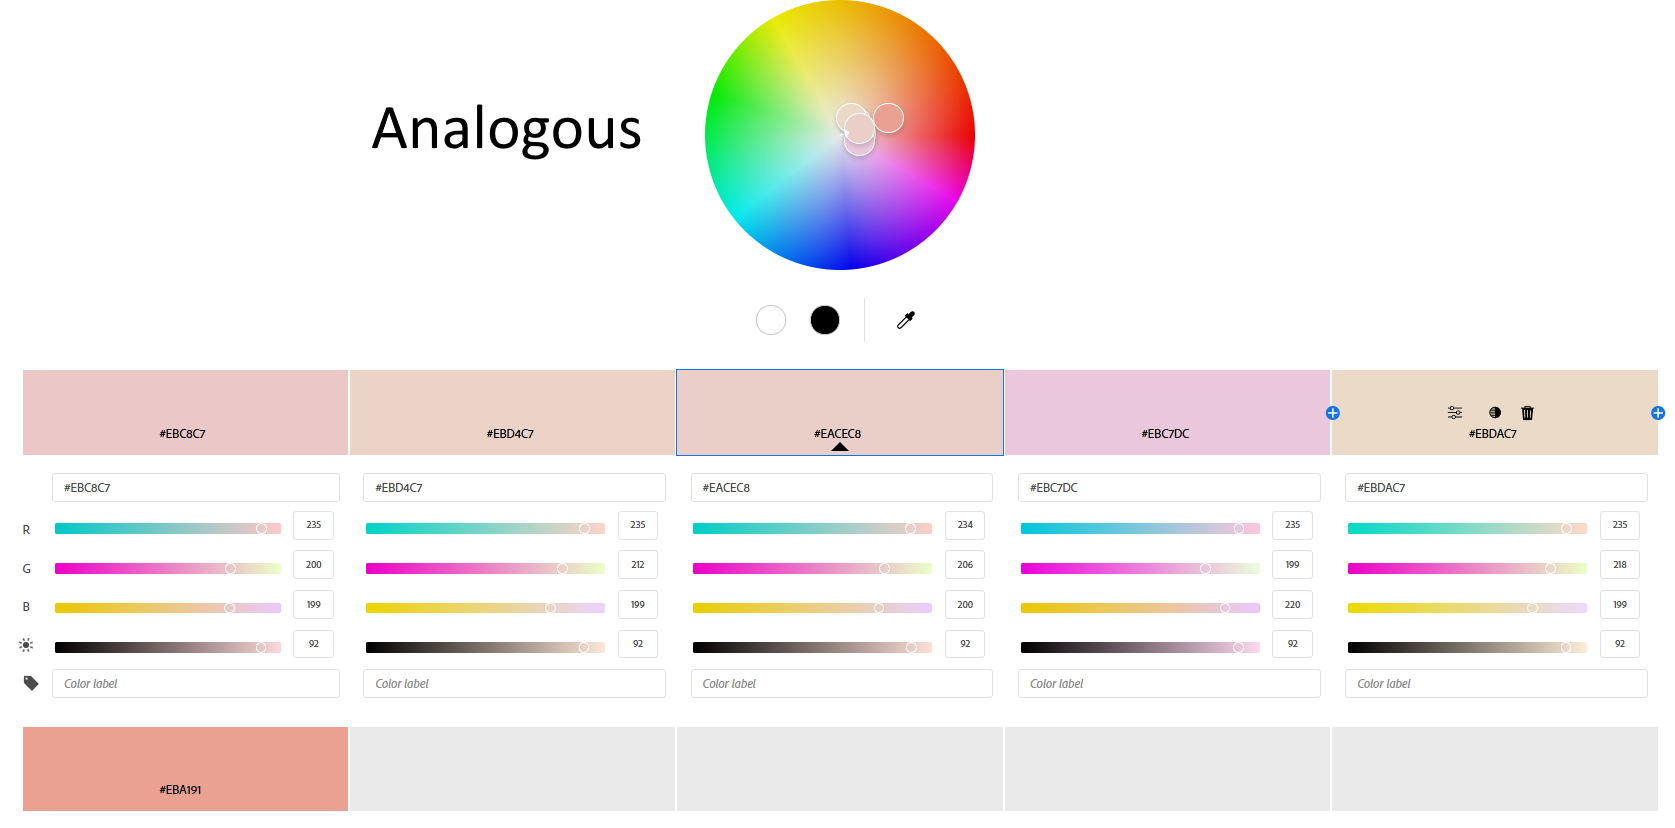 Analogous
#EBC8C7 #EBD4C7 #EACEC8 #EBC7DC #EBDAC7
#EBC8C7 #EBD4C7 #EACEC8 #EBC7DC #EBDAC7
R 235 235 234 235 235
G 200 212 206 199 218
B 199 199 200 220 199
92 92 92 92 92
Color label Color label Color label Color label Color label
#EBA191